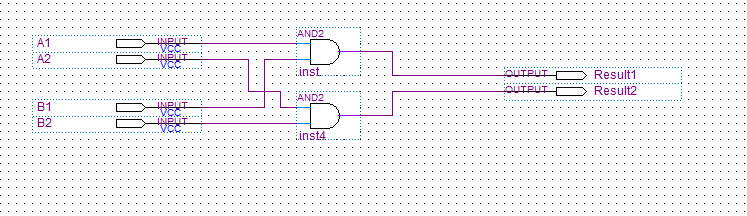 AND2
A1 INPUT
VCC
A2 INPUT
VCC
inst
OUTPUT Result1
OUTPUT Result2
AND2
B1 INPUT
VCC
B2 INPUT
VCC
inst4